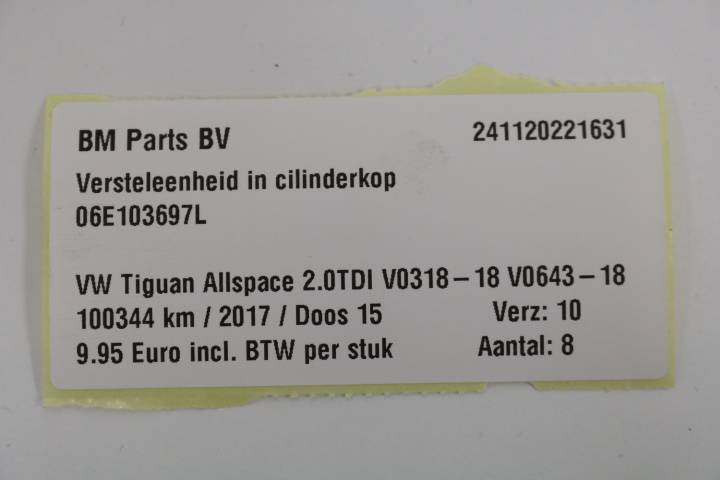 BM Parts BV 241120221631
Versteleenheid in cilinderkop
06E103697L
VW Tiguan Allspace 2.0TDI V0318-18 V0643-18
100344 km / 2017 / Doos 15 Verz: 10
9.95 Euro incl. BTW per stuk Aantal: 8